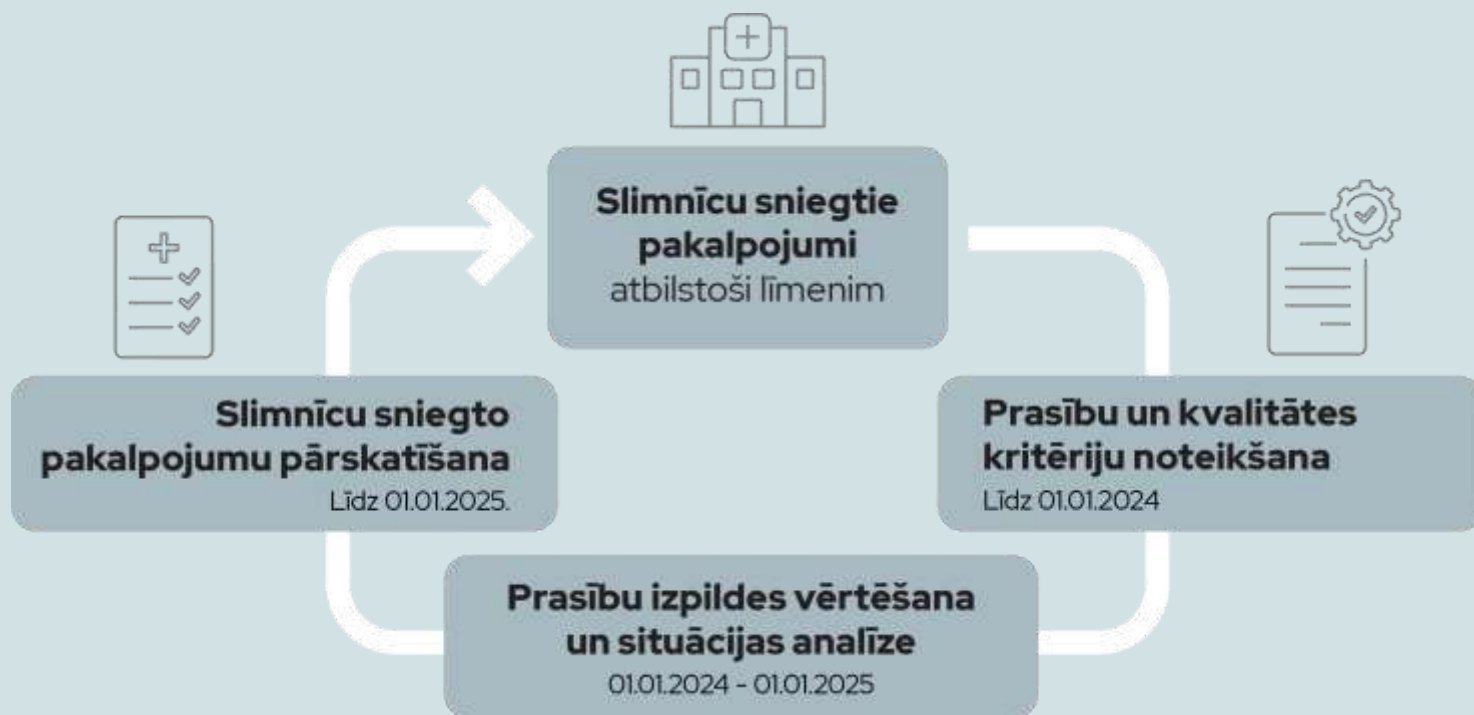 Slimnīcu sniegtie
pakalpojumi
atbilstoši līmenim
Prasību un kvalitātes
kritēriju noteikšana
Līdz 01.01.2024
Prasību izpildes vērtēšana
un situācijas analīze
01.01.2024 - 01.01.2025
Slimnīcu sniegto
pakalpojumu pārskatīšana
Līdz 01.01.2025.